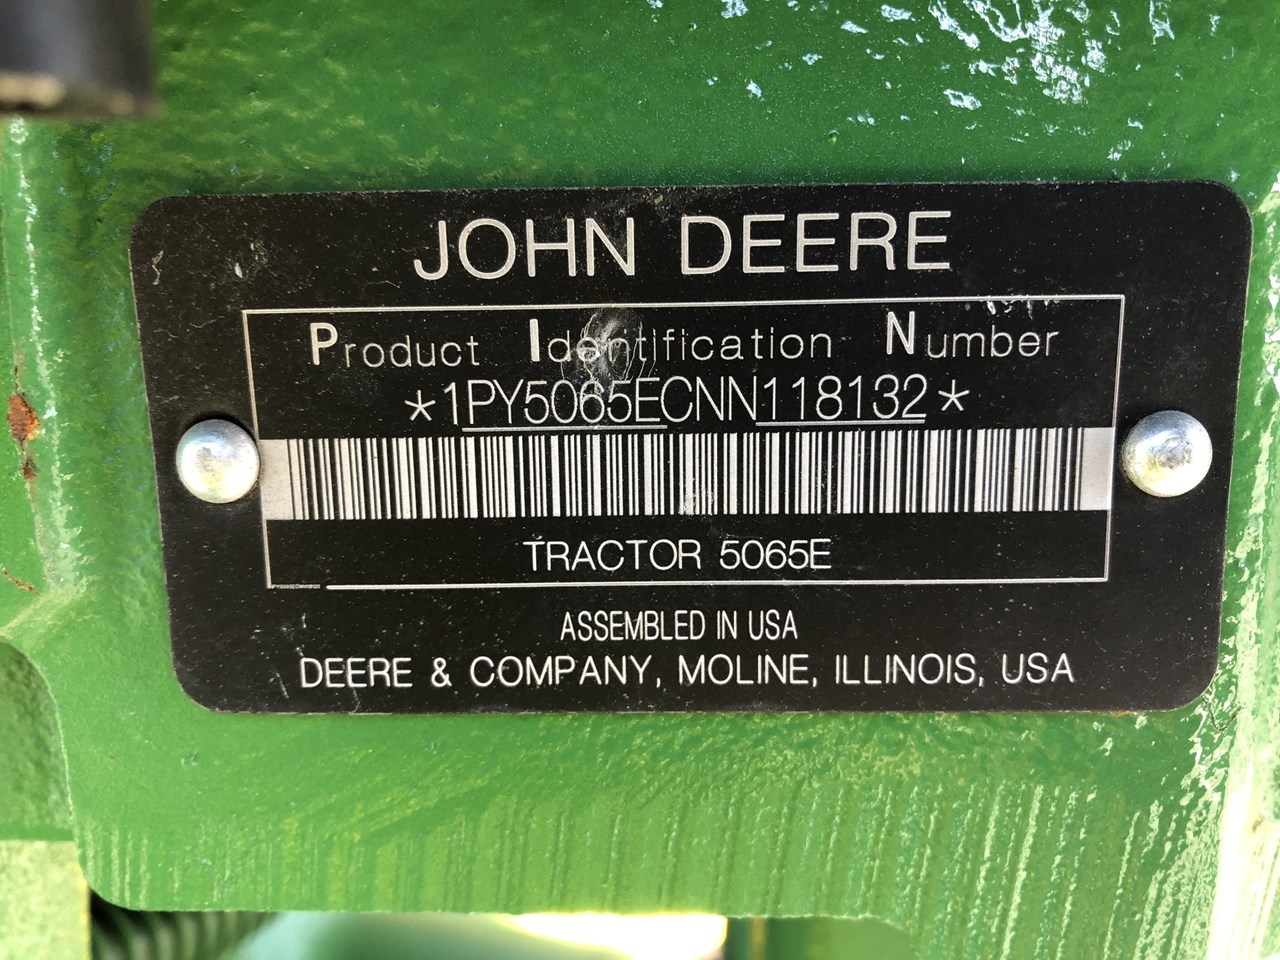 JOHN DEERE
Product Identification Number
*1PY5065ECNN118132*
TRACTOR 5065E
ASSEMBLED IN USA
DEERE & COMPANY, MOLINE, ILLINOIS, USA